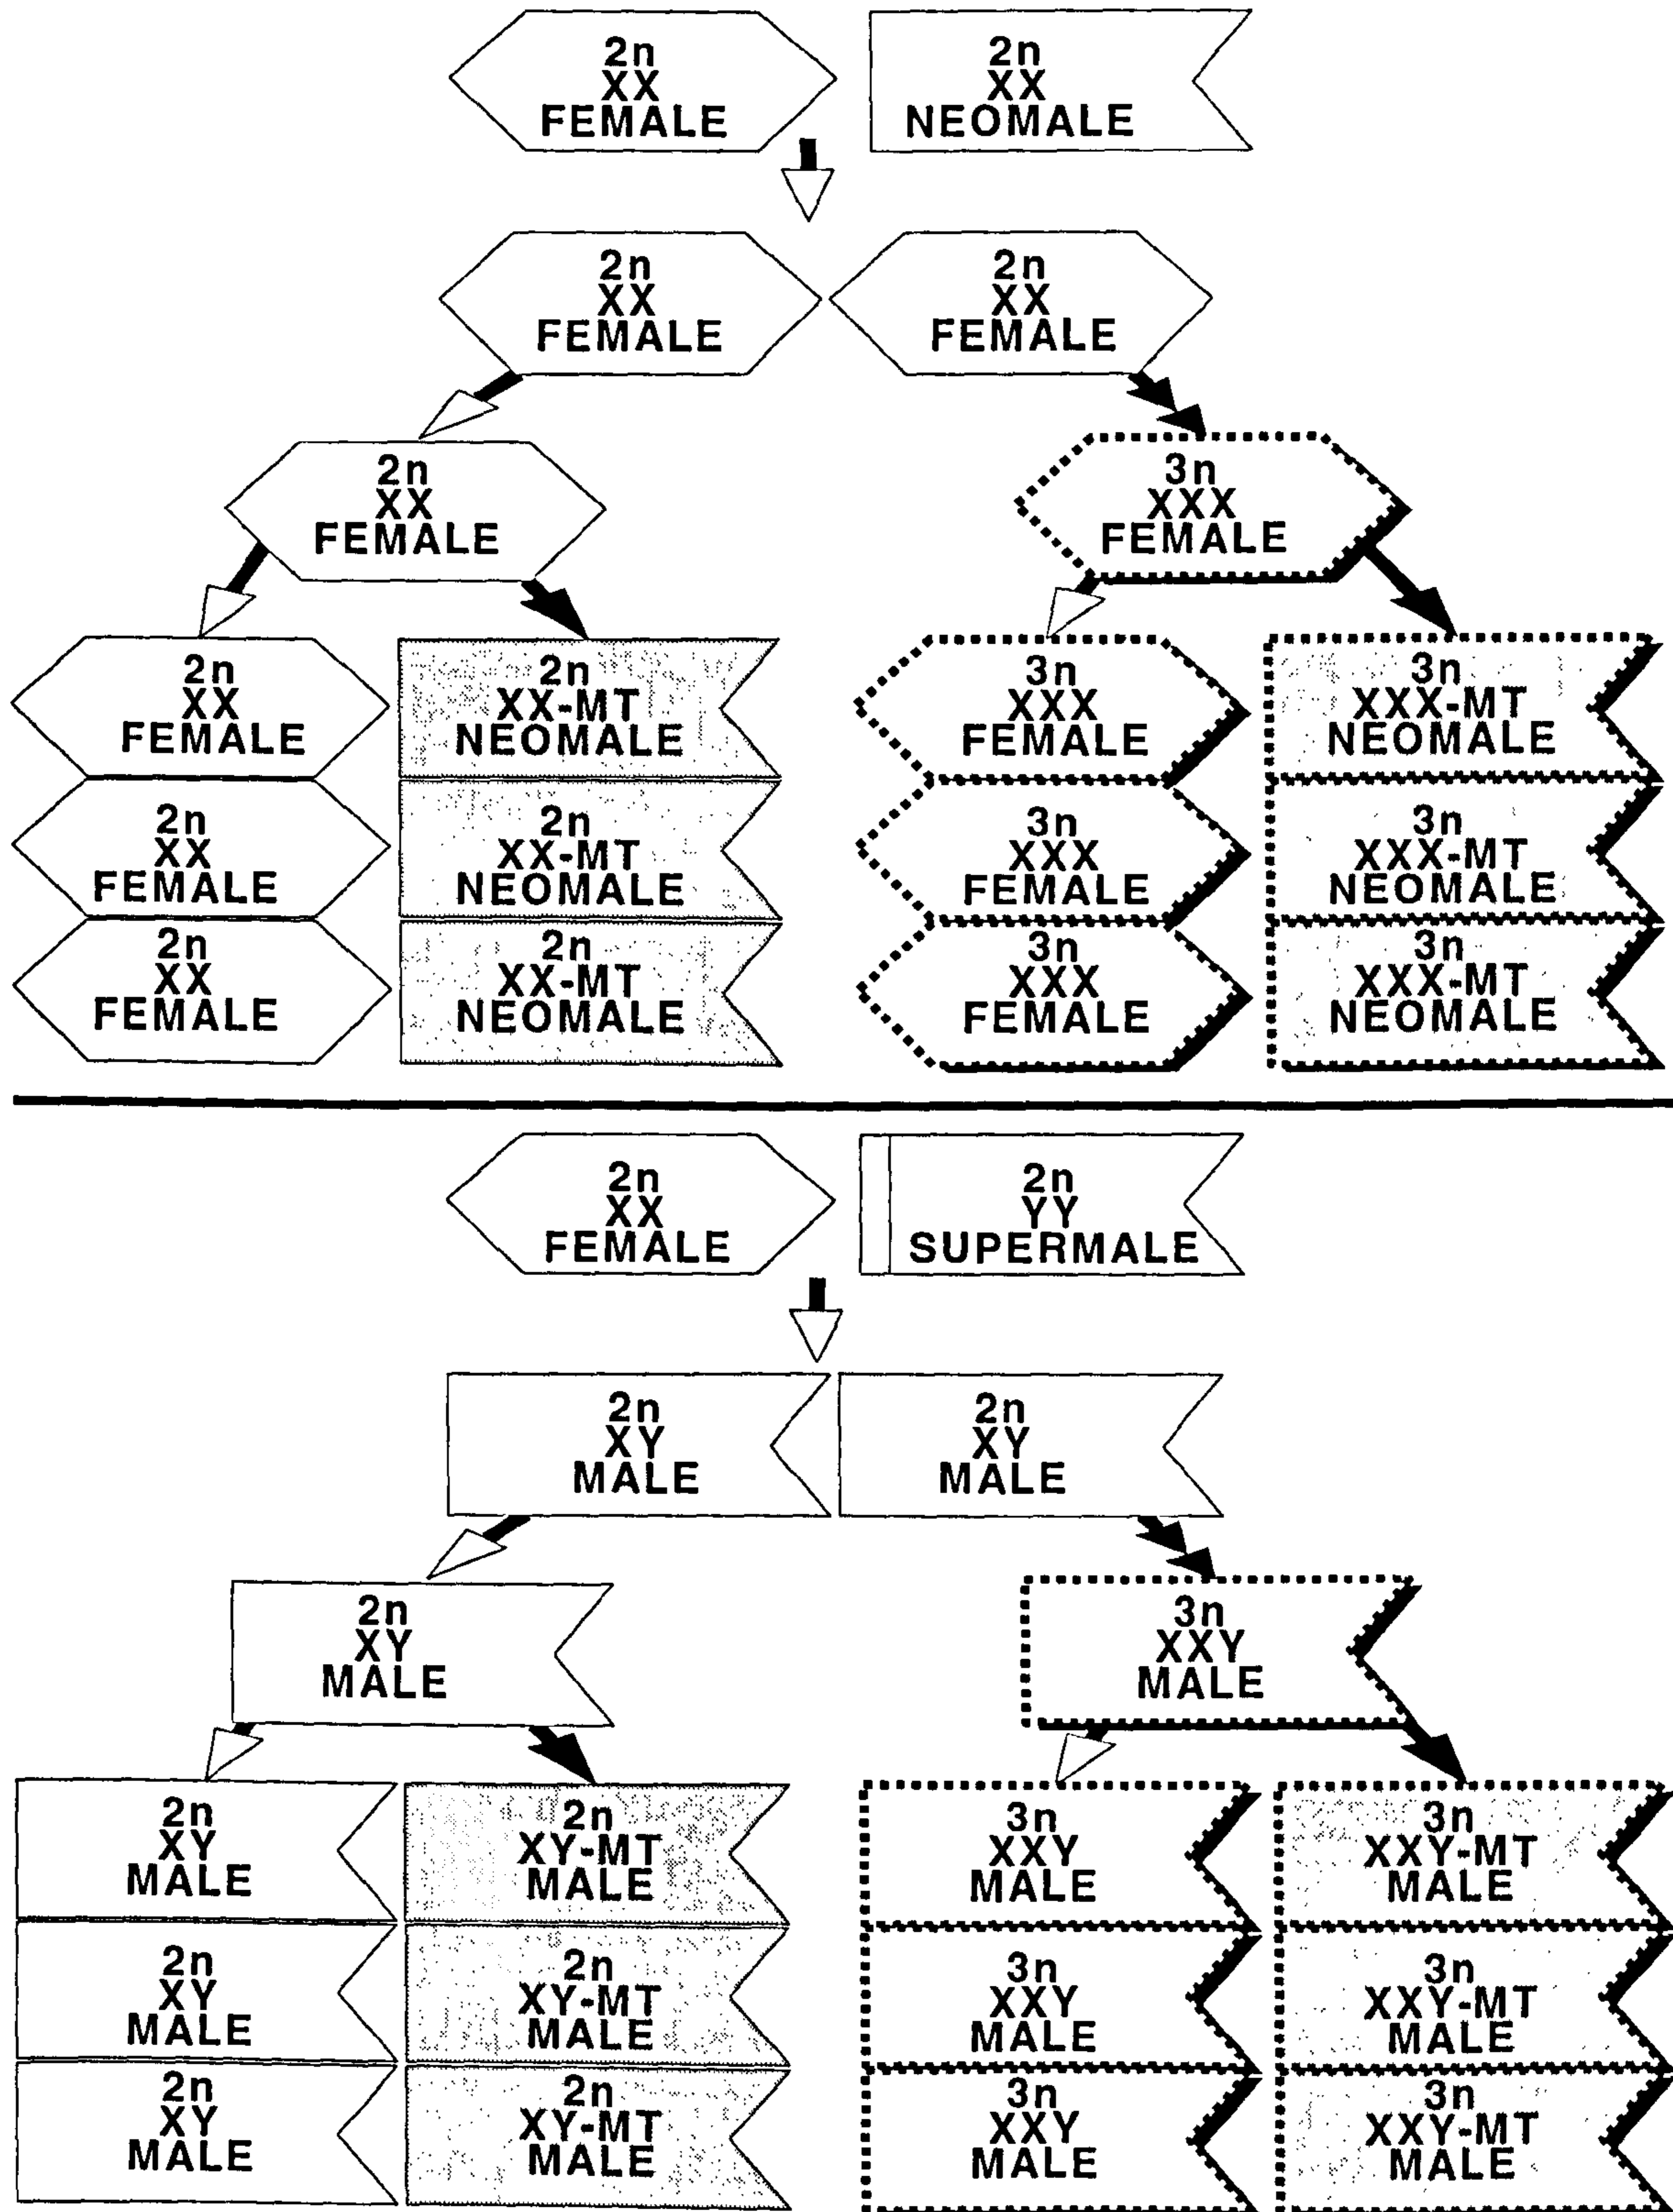 2n
XX
FEMALE
2n
XX
NEOMALE
2n
XX
FEMALE
2n
XX
FEMALE
2n
XX
FEMALE
3n
XXX
FEMALE
2n
XX
FEMALE
2n
XX-MT
NEOMALE
3n
XXX
FEMALE
3n
XXX-MT
NEOMALE
2n
XX
FEMALE
2n
XX-MT
NEOMALE
3n
XXX
FEMALE
3n
XXX-MT
NEOMALE
2n
XX
FEMALE
2n
XX-MT
NEOMALE
3n
XXX
FEMALE
3n
XXX-MT
NEOMALE
2n
XX
FEMALE
2n
YY
SUPERMALE
2n
XY
MALE
2n
XY
MALE
2n
XY
MALE
3n
XXY
MALE
2n
XY
MALE
2n
XY-MT
MALE
3n
XXY
MALE
3n
XXY-MT
MALE
2n
XY
MALE
2n
XY-MT
MALE
3n
XXY
MALE
3n
XXY-MT
MALE
2n
XY
MALE
2n
XY-MT
MALE
3n
XXY
MALE
3n
XXY-MT
MALE